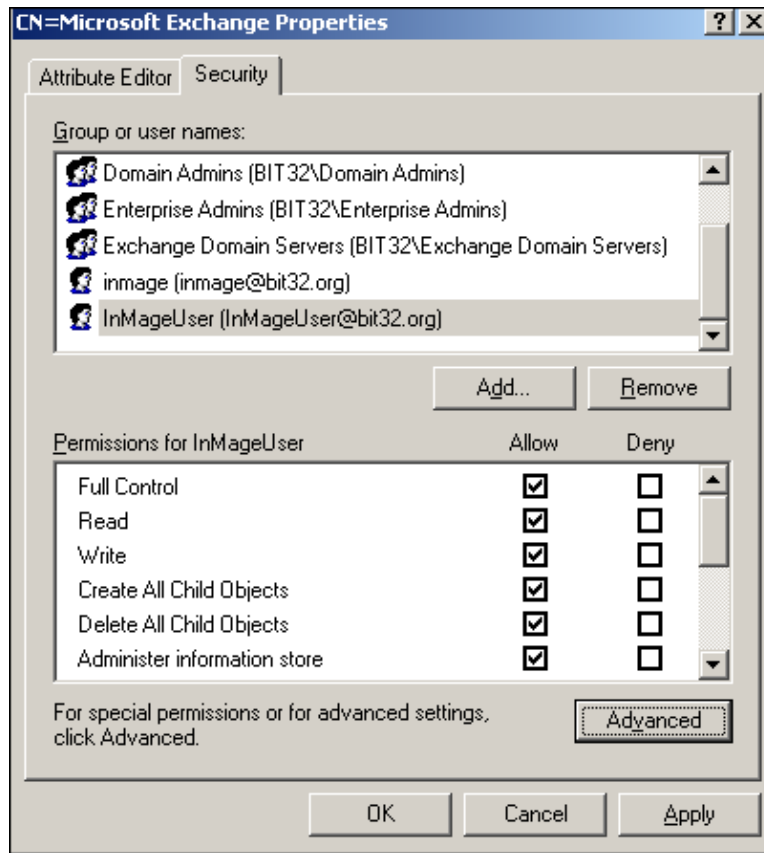 CN=Microsoft Exchange Properties
Attribute Editor Security
Group or user names:
Domain Admins (BIT32\Domain Admins)
Enterprise Admins (BIT32\Enterprise Admins)
Exchange Domain Servers (BIT32\Exchange Domain Servers)
inmage (inmage@bit32.org)
InMageUser (InMageUser@bit32.org)
Add... Remove
Permissions for InMageUser Allow Deny
Full Control
Read
Write
Create All Child Objects
Delete All Child Objects
Administer information store
For special permissions or for advanced settings,
click Advanced.
Advanced
OK Cancel Apply